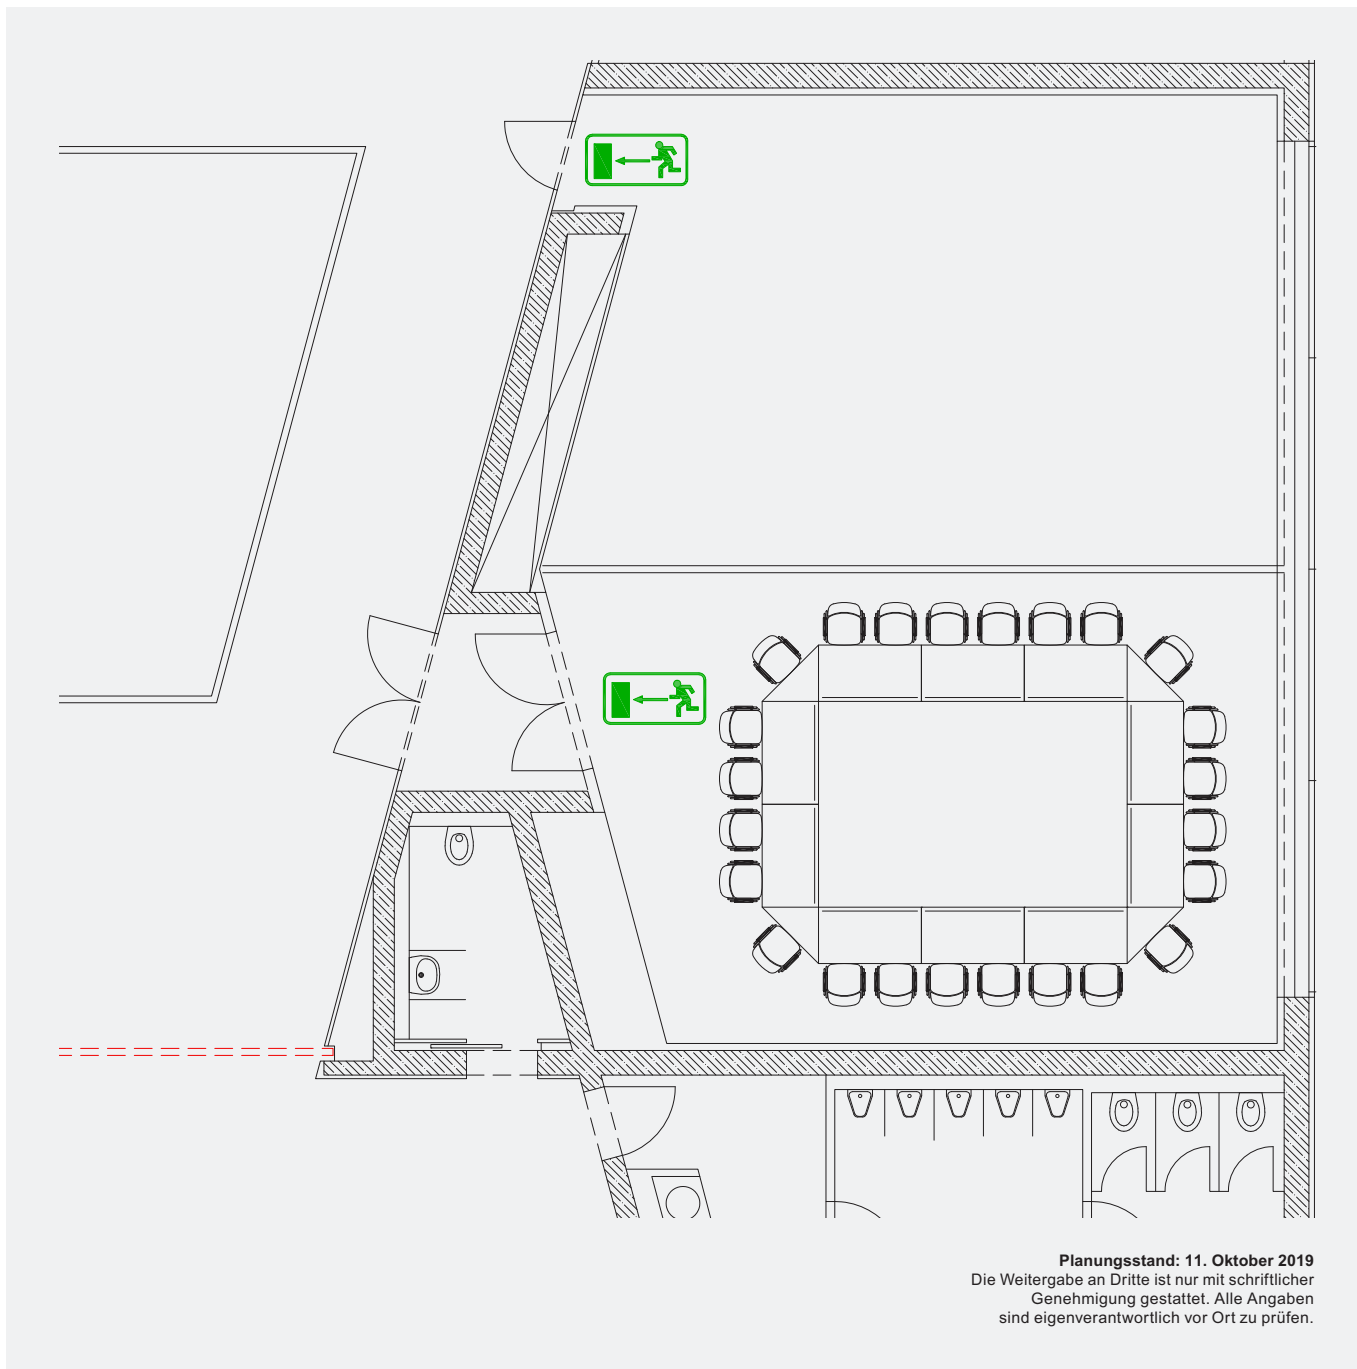 Planungsstand: 11. Oktober 2019
Die Weitergabe an Dritte ist nur mit schriftlicher
Genehmigung gestattet. Alle Angaben
sind eigenverantwortlich vor Ort zu prüfen.